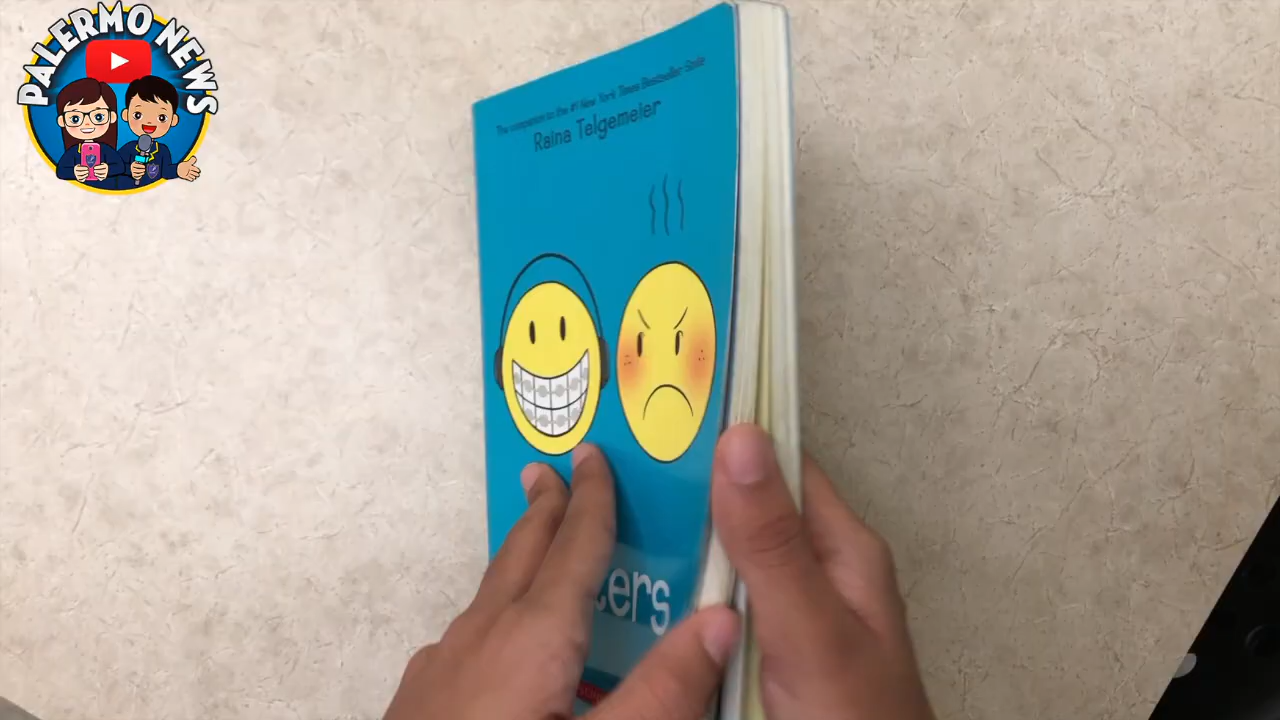 PALERMO NEWS
The companion to the #1 New York Times Bestseller Smile
Raina Telgemeier
ters